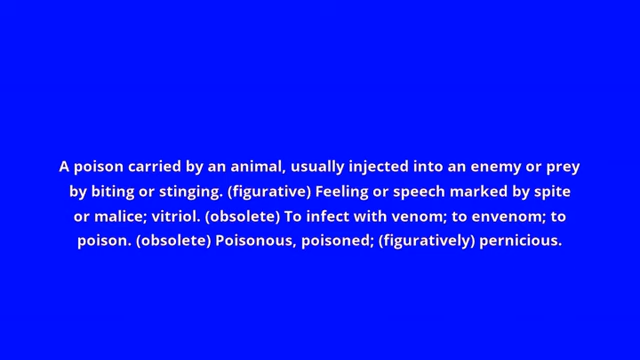 A poison carried by an animal, usually injected into an enemy or prey
by biting or stinging. (figurative) Feeling or speech marked by spite
or malice; vitriol. (obsolete) To infect with venom; to envenom; to
poison. (obsolete) Poisonous, poisoned; (figuratively) pernicious.